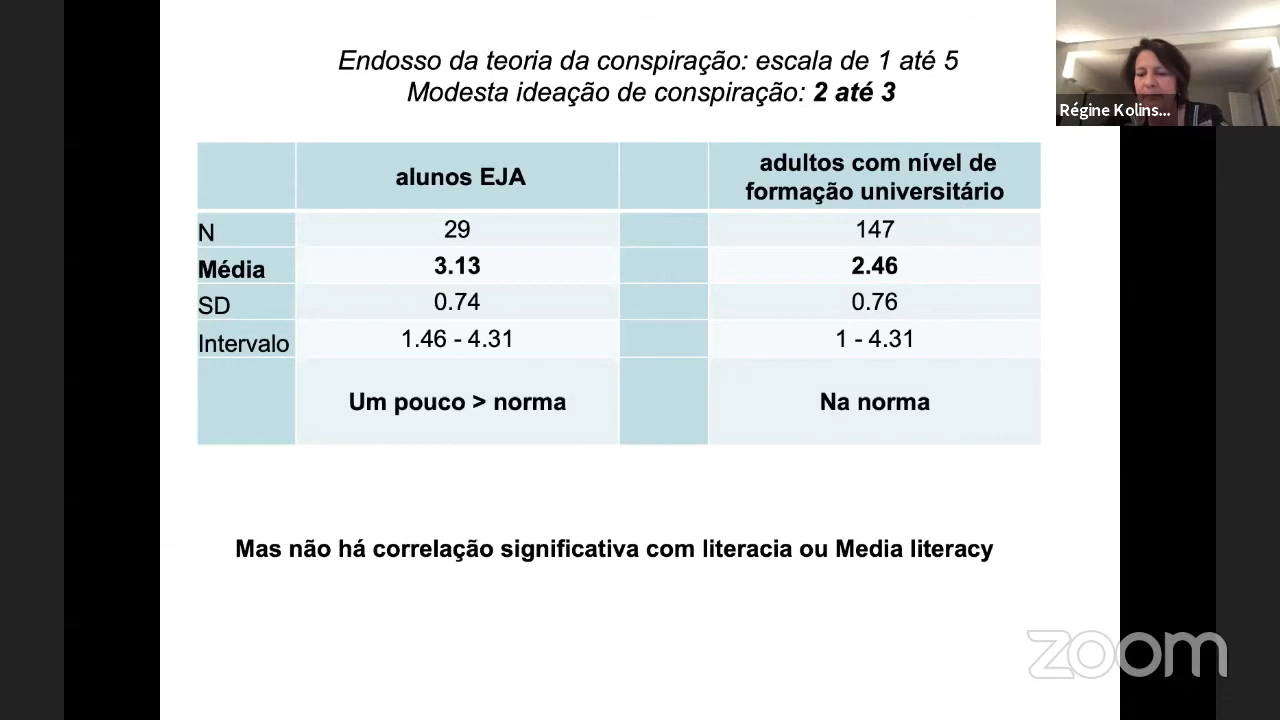 Endosso da teoria da conspiração: escala de 1 até 5
Modesta ideação de conspiração: 2 até 3
Régine Kolins...
alunos EJA
adultos com nível de
formação universitário
N 29 147
Média 3.13 2.46
SD 0.74 0.76
Intervalo 1.46 - 4.31 1 - 4.31
Um pouco > norma Na norma
Mas não há correlação significativa com literacia ou Media literacy
zoom